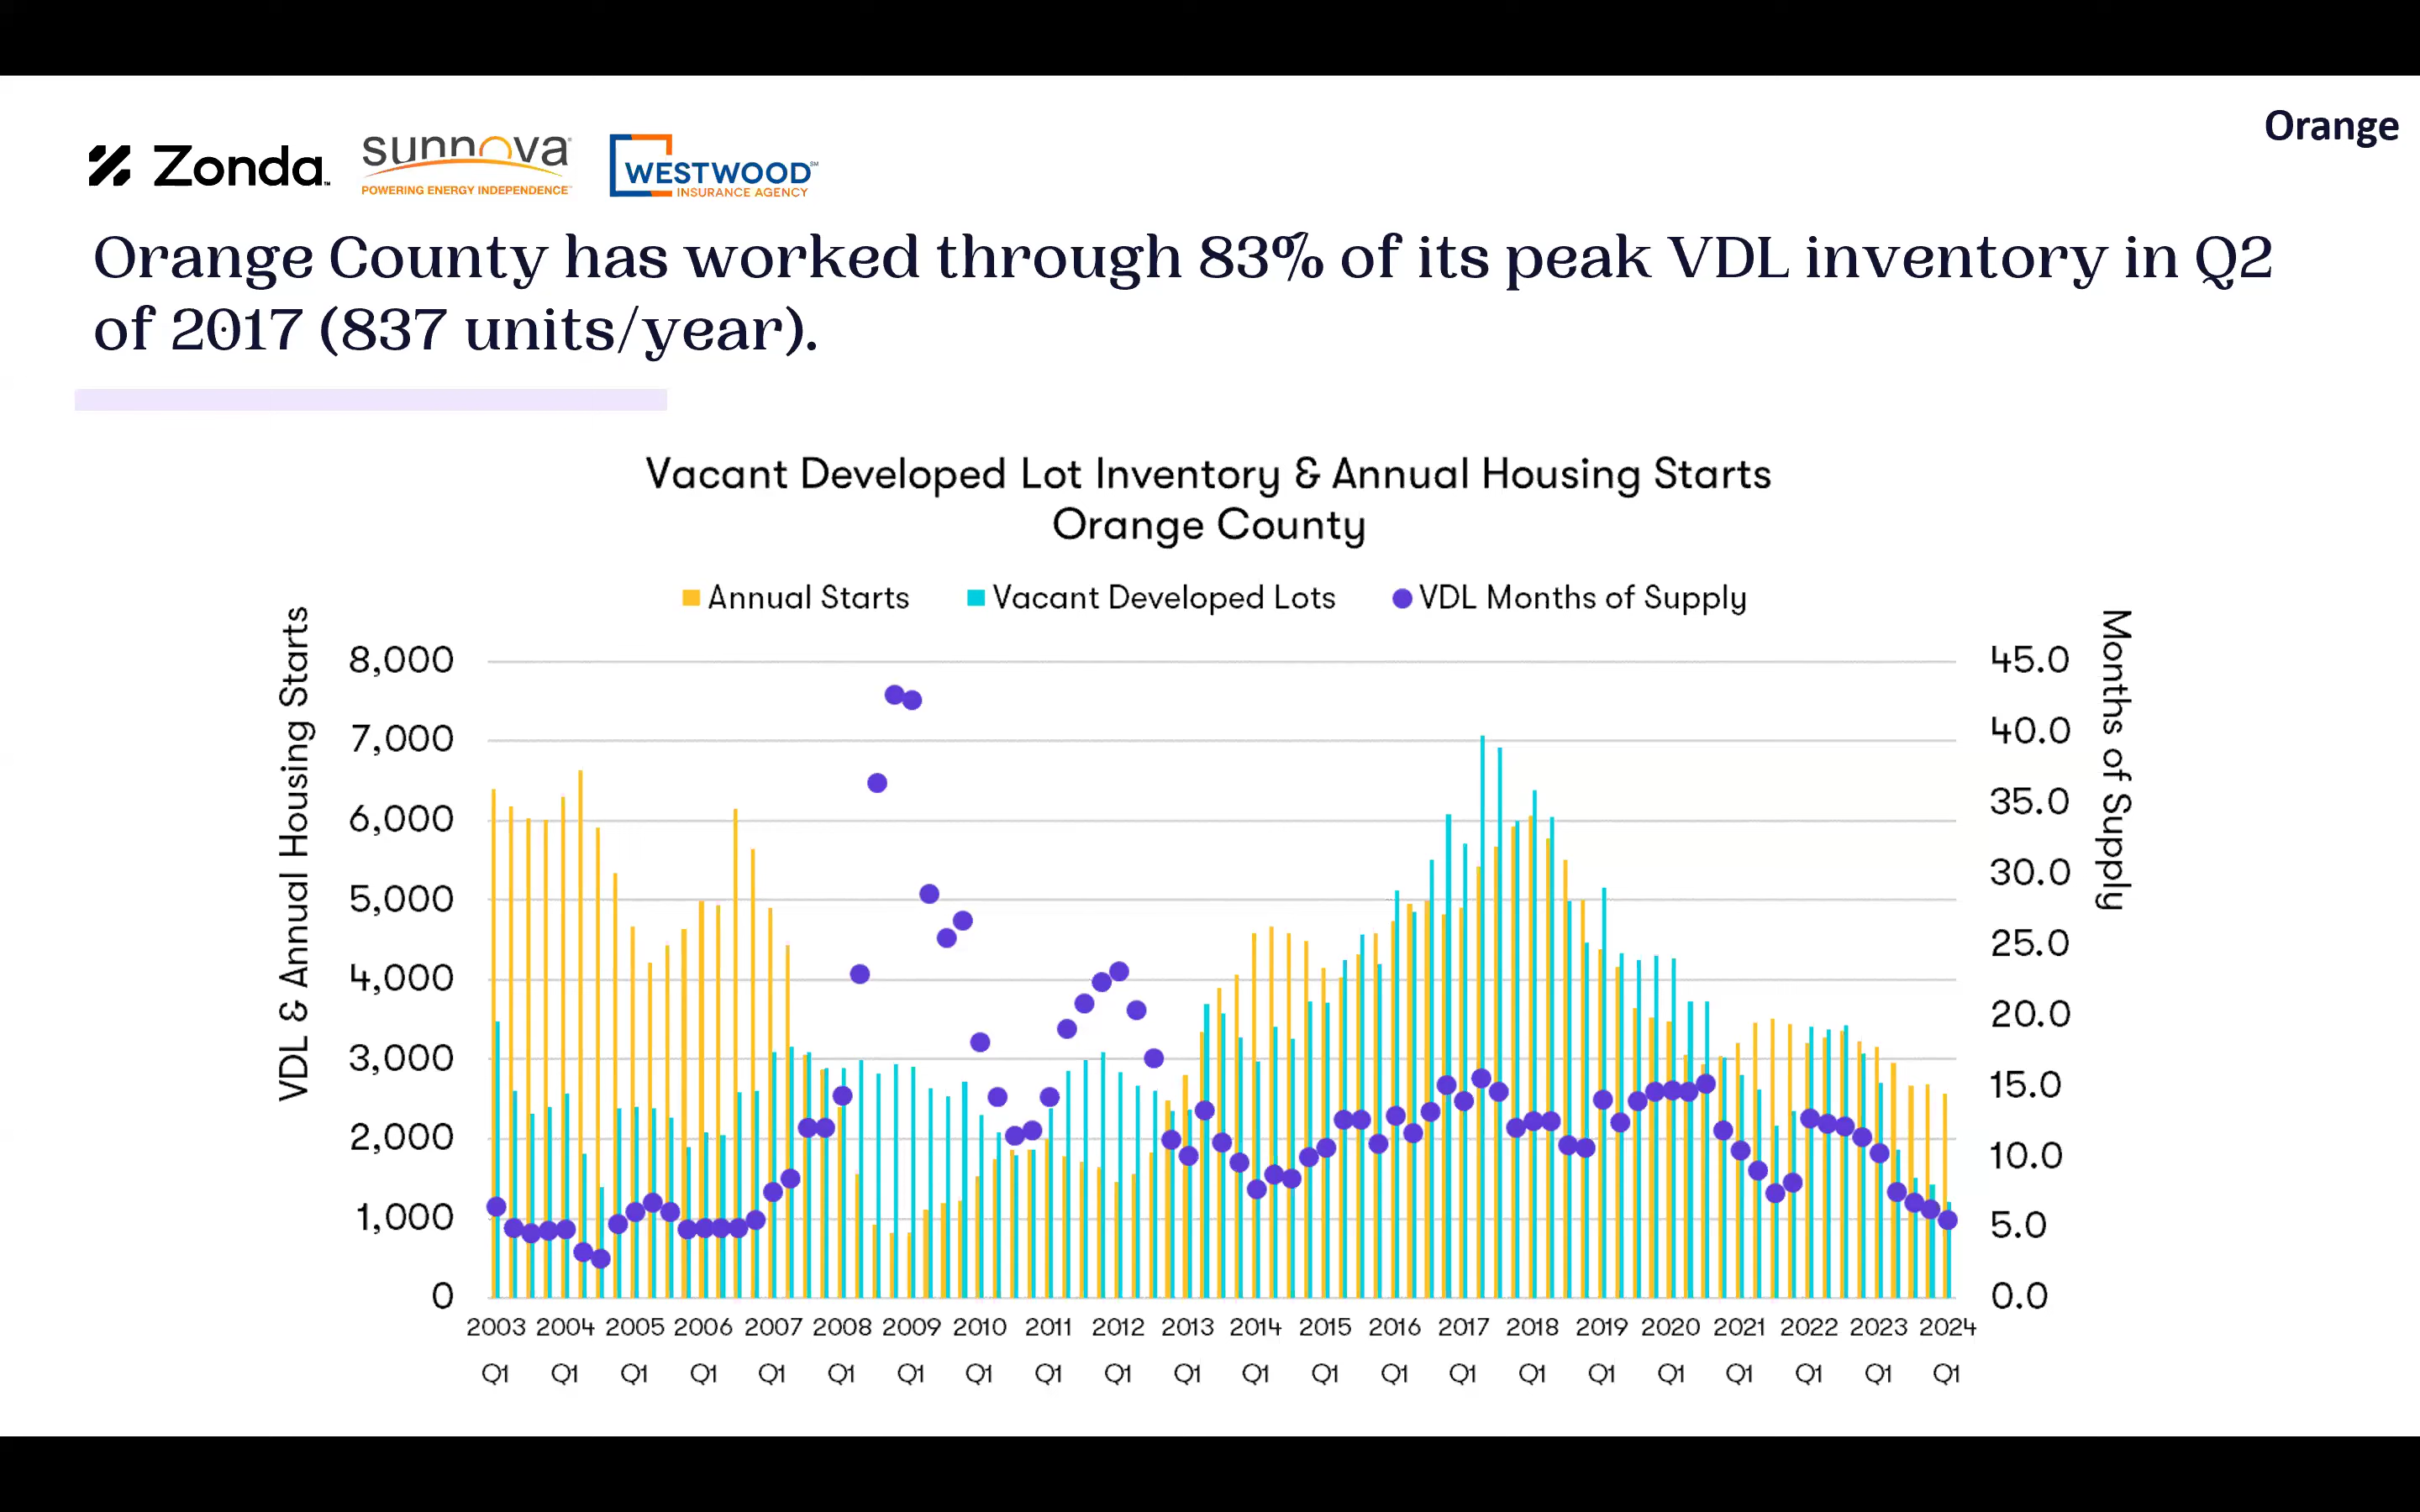 Orange
Zonda™
sunnova
POWERING ENERGY INDEPENDENCE
WESTWOOD℠
INSURANCE AGENCY
Orange County has worked through 83% of its peak VDL inventory in Q2
of 2017 (837 units/year).
Vacant Developed Lot Inventory & Annual Housing Starts
Orange County
Annual Starts Vacant Developed Lots VDL Months of Supply
VDL & Annual Housing Starts
8,000
7,000
6,000
5,000
4,000
3,000
2,000
1,000
0
45.0
40.0
35.0
30.0
25.0
20.0
15.0
10.0
5.0
0.0
Months of Supply
2003 2004 2005 2006 2007 2008 2009 2010 2011 2012 2013 2014 2015 2016 2017 2018 2019 2020 2021 2022 2023 2024
Q1 Q1 Q1 Q1 Q1 Q1 Q1 Q1 Q1 Q1 Q1 Q1 Q1 Q1 Q1 Q1 Q1 Q1 Q1 Q1 Q1 Q1